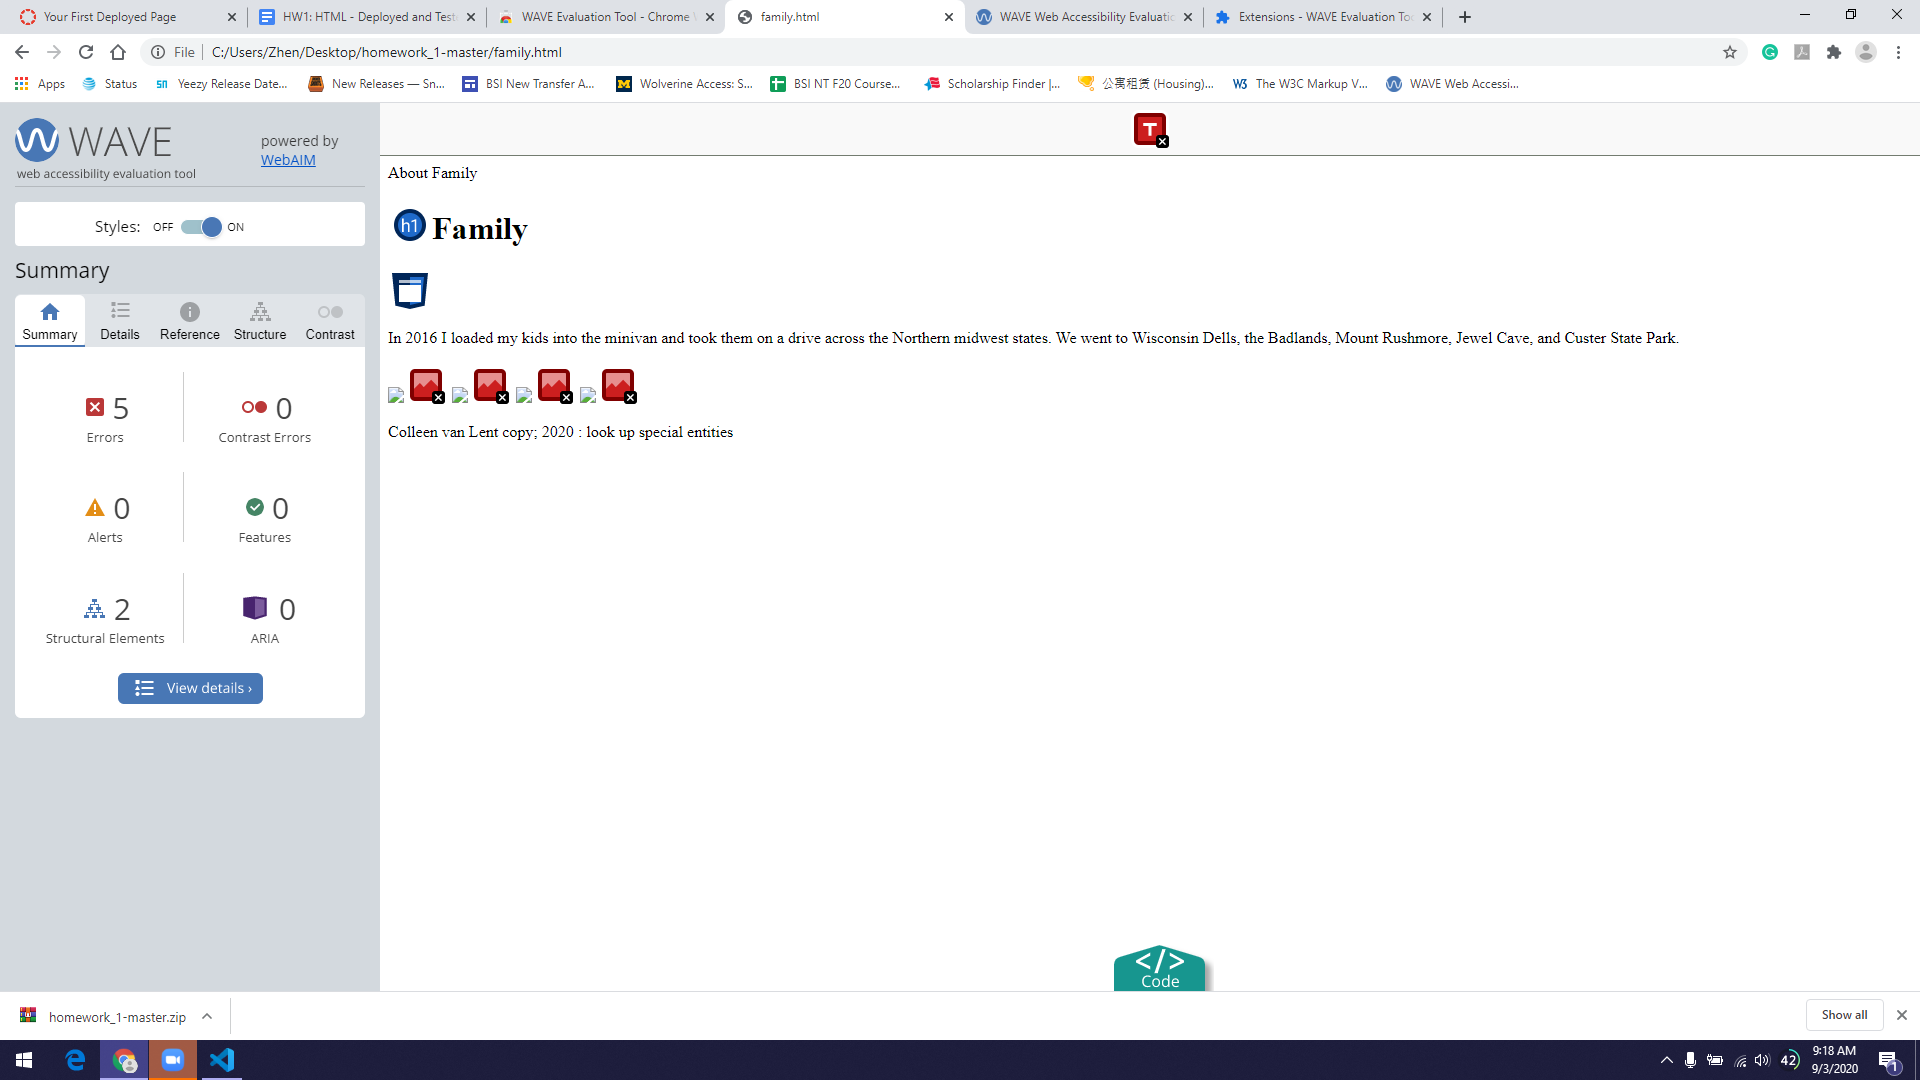 Your First Deployed Page
HW1: HTML - Deployed and Test
WAVE Evaluation Tool - Chrome
family.html
WAVE Web Accessibility Evaluatio
Extensions - WAVE Evaluation To
File
C:/Users/Zhen/Desktop/homework_1-master/family.html
Apps
Status
sn
Yeezy Release Date...
New Releases — Sn...
BSI New Transfer A...
M
Wolverine Access: S...
BSI NT F20 Course...
Scholarship Finder |...
公寓租赁 (Housing)...
W3
The W3C Markup V...
WAVE Web Accessi...
WAVE
web accessibility evaluation tool
powered by
WebAIM
Styles: OFF ON
Summary
Summary
Details
Reference
Structure
Contrast
5
Errors
0
Contrast Errors
0
Alerts
0
Features
2
Structural Elements
0
ARIA
View details ›
T
About Family
h1
Family
In 2016 I loaded my kids into the minivan and took them on a drive across the Northern midwest states. We went to Wisconsin Dells, the Badlands, Mount Rushmore, Jewel Cave, and Custer State Park.
Colleen van Lent copy; 2020 : look up special entities
</>
Code
homework_1-master.zip
Show all
42
9:18 AM
9/3/2020
1